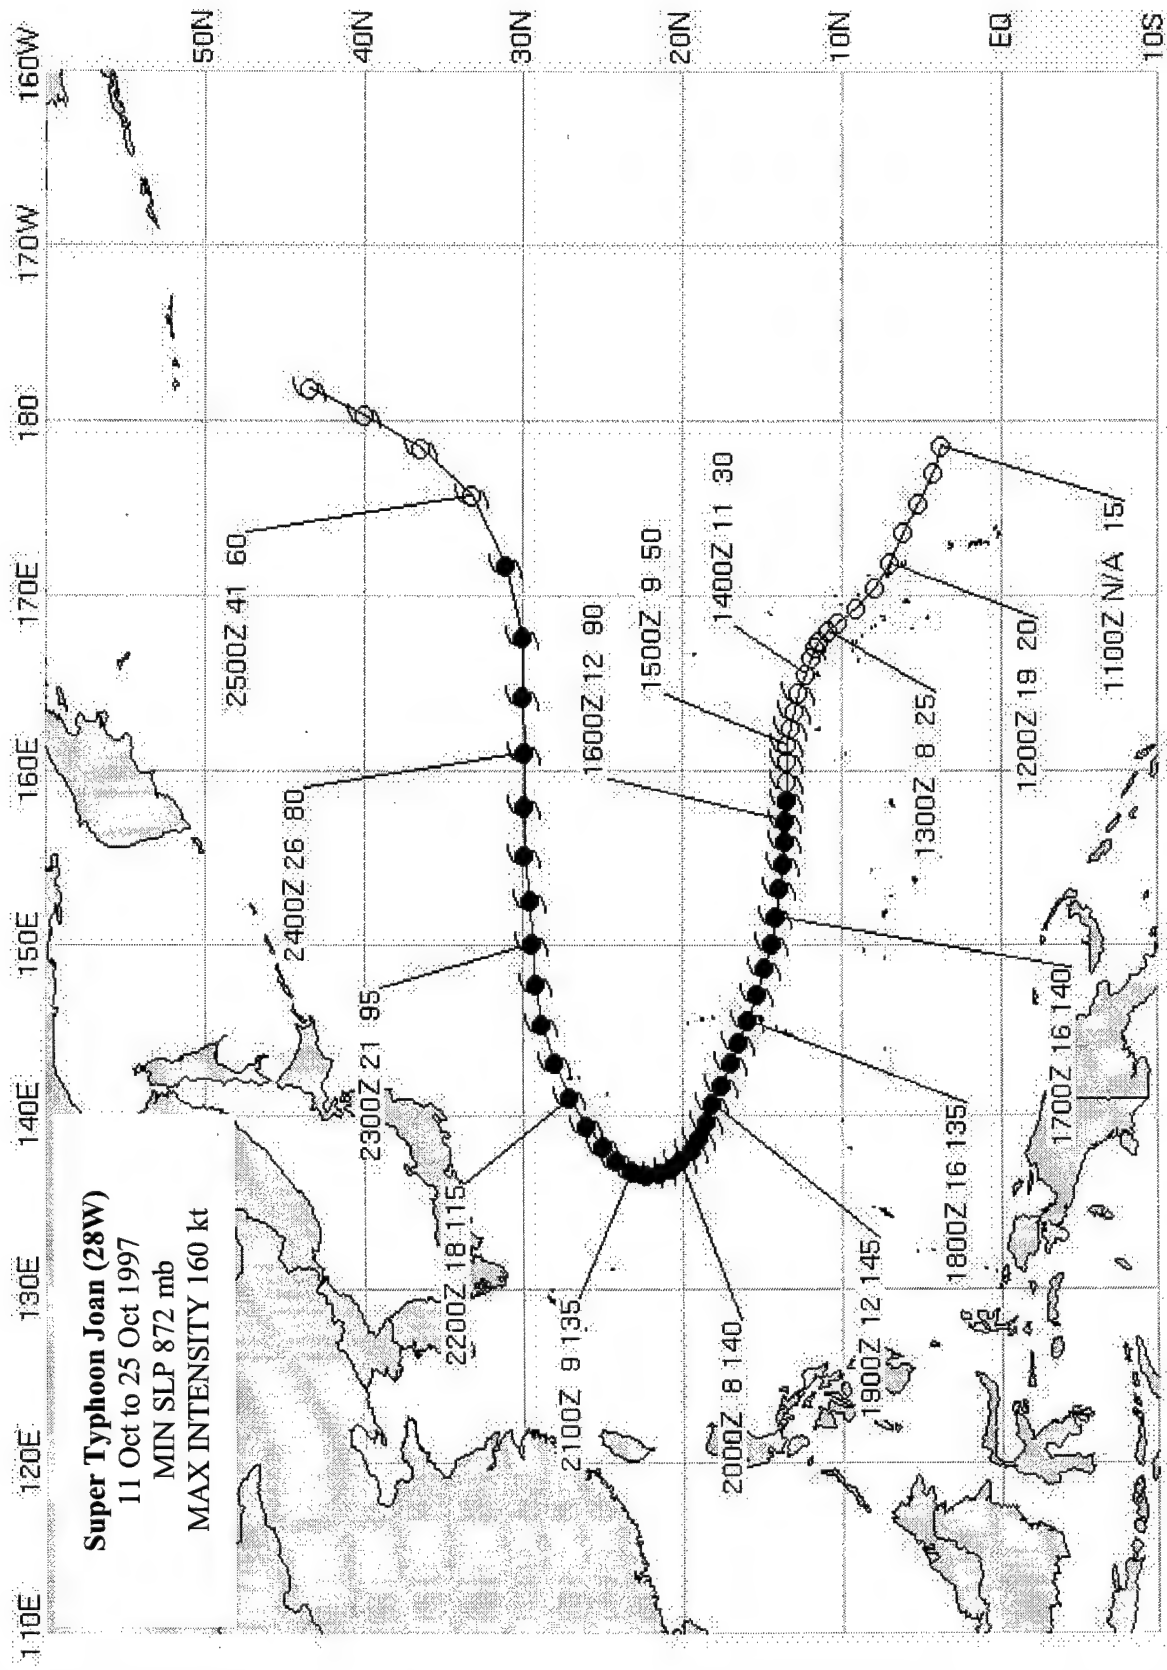 Super Typhoon Joan (28W)
11 Oct to 25 Oct 1997
MIN SLP 872 mb
MAX INTENSITY 160 kt
110E 120E 130E 140E 150E 160E 170E 180 170W 160W
50N
40N
30N
20N
10N
EQ
10S
2500Z 41 60
2400Z 26 80
2300Z 21 95
2200Z 18 115
2100Z 9 135
2000Z 8 140
1900Z 12 145
1800Z 16 135
1700Z 16 140
1600Z 12 90
1500Z 9 50
1400Z 11 30
1300Z 8 25
1200Z 19 20
1100Z N/A 15